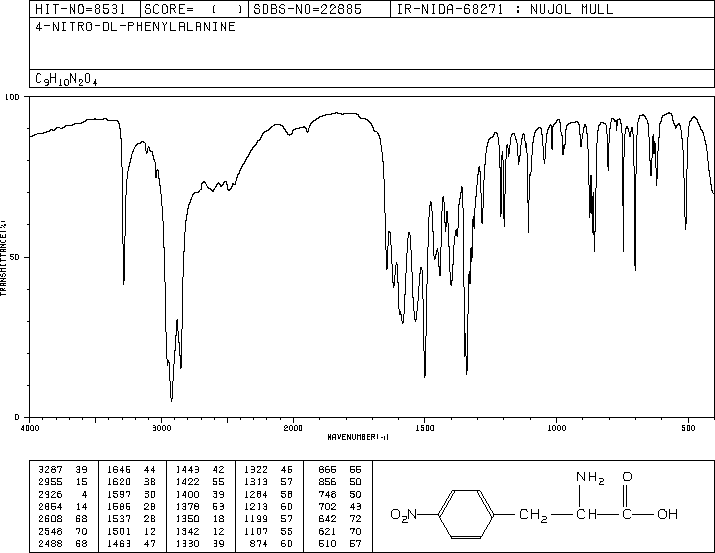 HIT-NO=8531 SCORE= ( ) SDBS-NO=22885 IR-NIDA-68271 : NUJOL MULL
4-NITRO-DL-PHENYLALANINE
C9H10N2O4
100
50
0
TRANSMITTANCE(%)
4000 3000 2000 1500 1000 500
WAVENUMBER(-1)
3287 39 1646 44 1443 42 1322 46 866 55
2955 15 1620 38 1422 55 1313 57 856 50
2926 4 1597 30 1400 39 1284 58 748 50
2854 14 1586 28 1378 53 1213 60 702 43
2608 68 1537 28 1350 18 1199 57 642 72
2546 70 1501 12 1342 12 1107 55 621 70
2488 68 1463 47 1330 39 874 60 510 57
NH2 O
O2N CH2 CH C OH